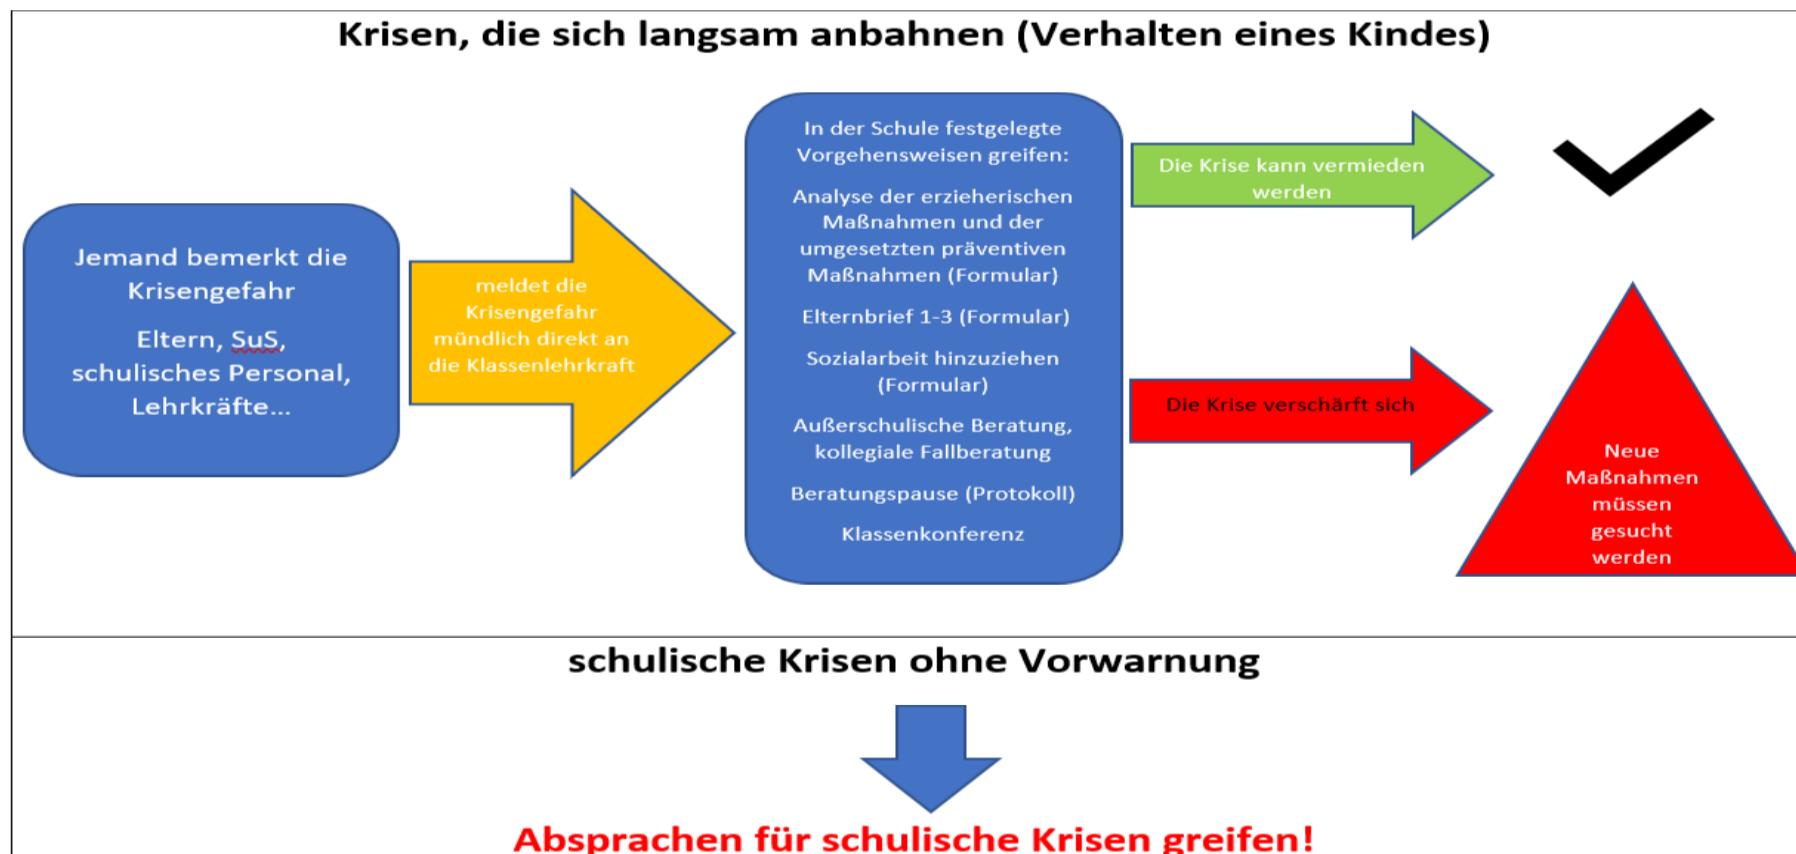 Krisen, die sich langsam anbahnen (Verhalten eines Kindes)
Jemand bemerkt die
Krisengefahr
Eltern, SuS,
schulisches Personal,
Lehrkräfte...
meldet die
Krisengefahr
mündlich direkt an
die Klassenlehrkraft
In der Schule festgelegte
Vorgehensweisen greifen:
Analyse der erzieherischen
Maßnahmen und der
umgesetzten präventiven
Maßnahmen (Formular)
Elternbrief 1-3 (Formular)
Sozialarbeit hinzuziehen
(Formular)
Außerschulische Beratung,
kollegiale Fallberatung
Beratungspause (Protokoll)
Klassenkonferenz
Die Krise kann vermieden
werden
Die Krise verschärft sich
Neue
Maßnahmen
müssen
gesucht
werden
schulische Krisen ohne Vorwarnung
Absprachen für schulische Krisen greifen!